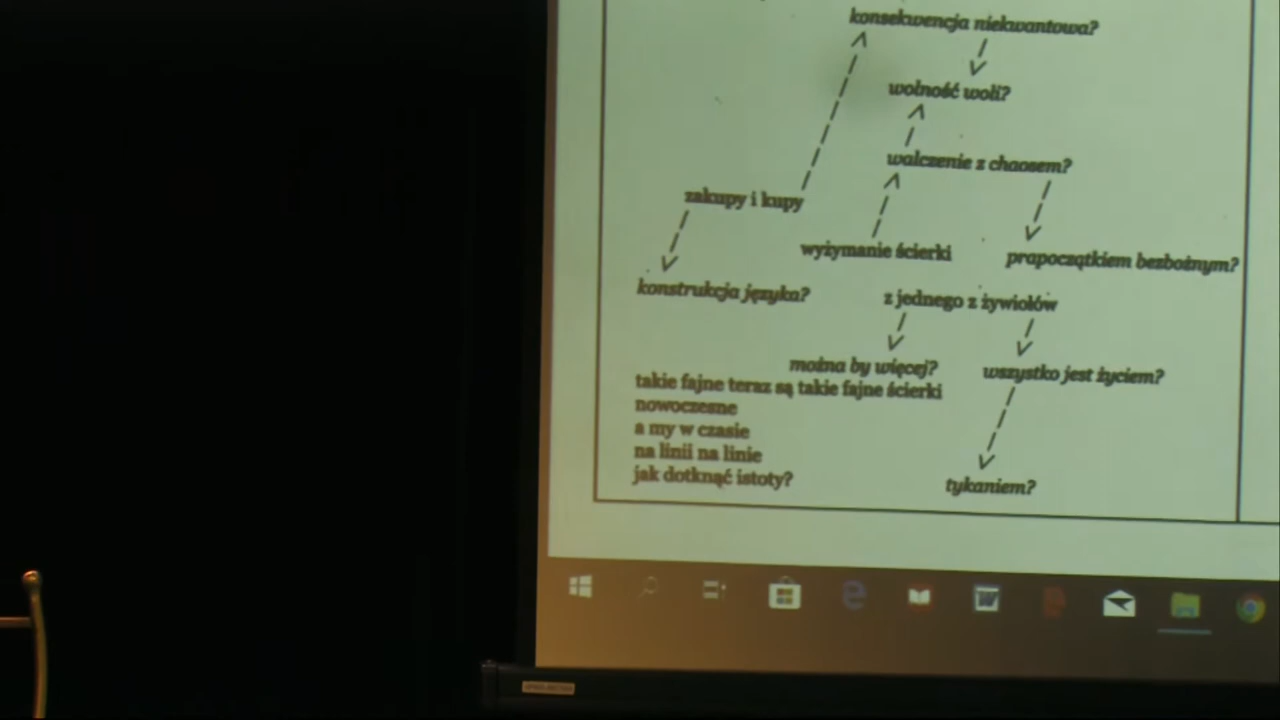 konsekwencja niekwantowa?
wolność woli?
walczenie z chaosem?
zakupy i kupy
wyżymanie ścierki
prapoczątkiem bezbożnym?
konstrukcja języka?
z jednego z żywiołów
można by więcej?
wszystko jest życiem?
takie fajne teraz są takie fajne ścierki
nowoczesne
a my w czasie
na linii na linie
jak dotknąć istoty?
tykaniem?